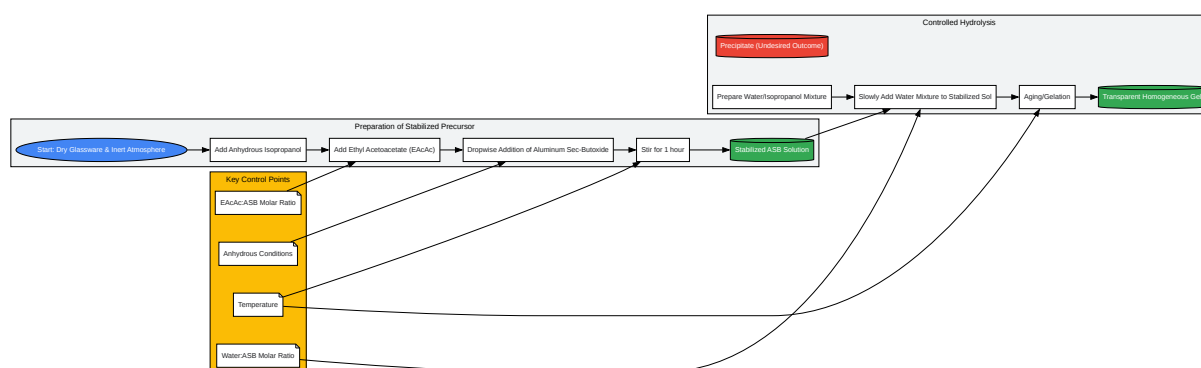 Controlled Hydrolysis
Precipitate (Undesired Outcome)
Prepare Water/Isopropanol Mixture
Slowly Add Water Mixture to Stabilized Sol
Aging/Gelation
Transparent Homogeneous Gel
Preparation of Stabilized Precursor
Start: Dry Glassware & Inert Atmosphere
Add Anhydrous Isopropanol
Add Ethyl Acetoacetate (EAcAc)
Dropwise Addition of Aluminum Sec-Butoxide
Stir for 1 hour
Stabilized ASB Solution
Key Control Points
EAcAc:ASB Molar Ratio
Anhydrous Conditions
Temperature
Water:ASB Molar Ratio